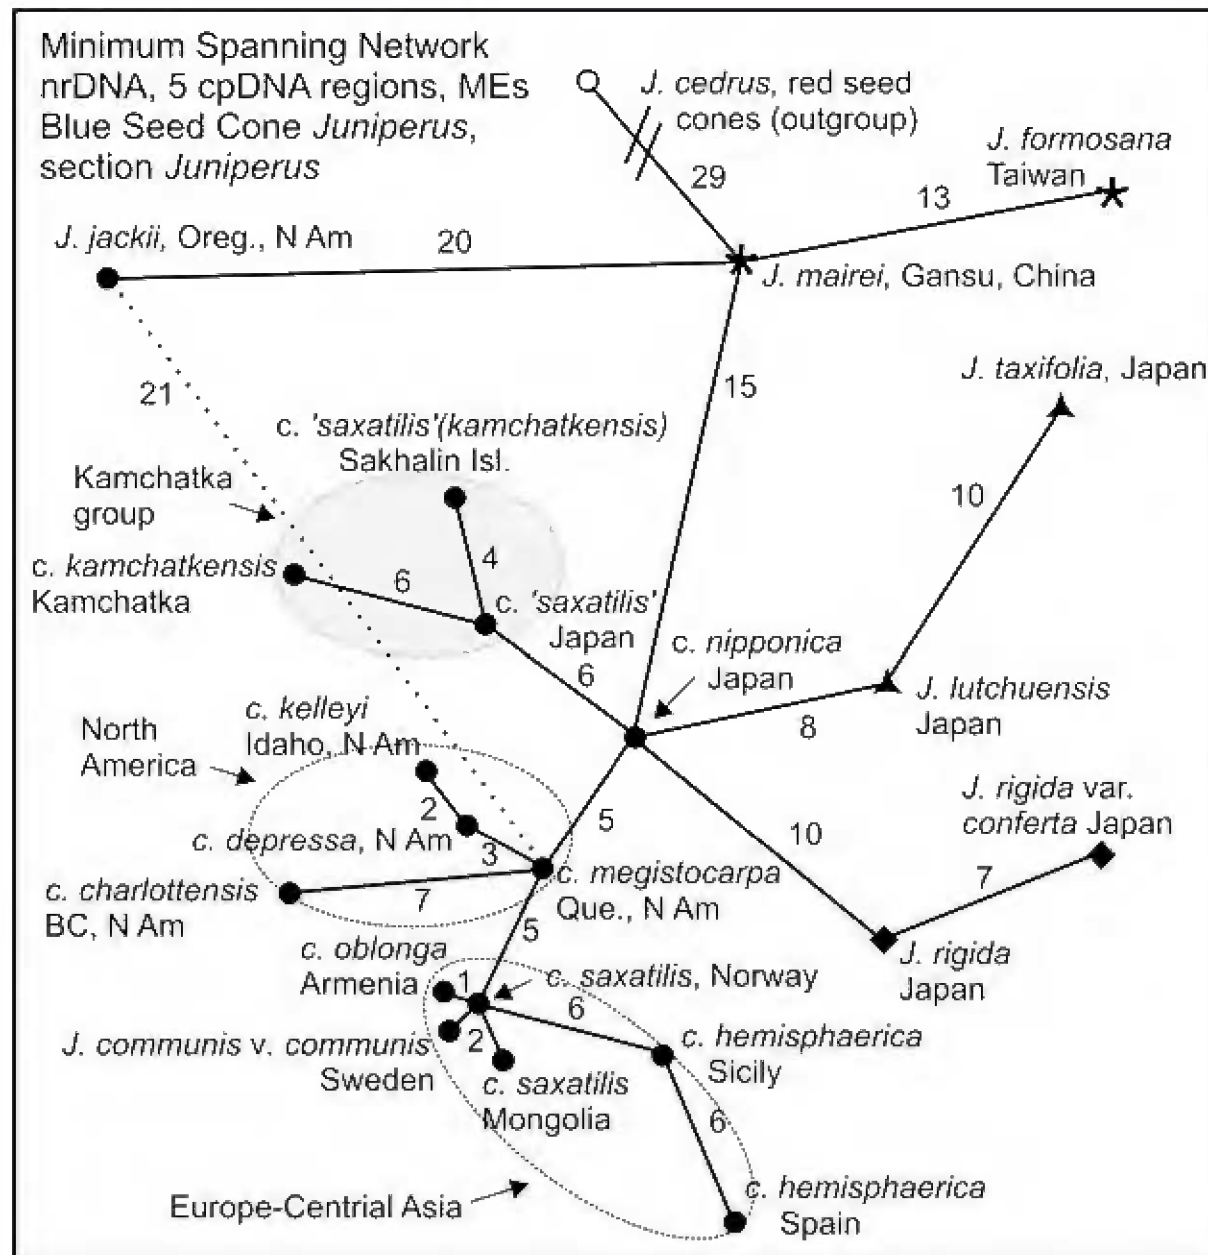 Minimum Spanning Network
nrDNA, 5 cpDNA regions, MEs
Blue Seed Cone Juniperus,
section Juniperus
J. cedrus, red seed
cones (outgroup)
29
J. formosana
Taiwan
13
J. jackii, Oreg., N Am
20
J. mairei, Gansu, China
21
15
J. taxifolia, Japan
c. 'saxatilis'(kamchatkensis)
Sakhalin Isl.
Kamchatka
group
10
4
c. kamchatkensis
Kamchatka
6
c. 'saxatilis'
Japan
6
c. nipponica
Japan
J. lutchuensis
Japan
8
North
America
c. kelleyi
Idaho, N Am
2
c. depressa, N Am
3
5
10
J. rigida var.
conferta Japan
7
c. charlottensis
BC, N Am
7
c. megistocarpa
Que., N Am
5
J. rigida
Japan
c. oblonga
Armenia
1
c. saxatilis, Norway
6
J. communis v. communis
Sweden
2
c. saxatilis
Mongolia
c. hemisphaerica
Sicily
6
Europe-Centrial Asia
c. hemisphaerica
Spain